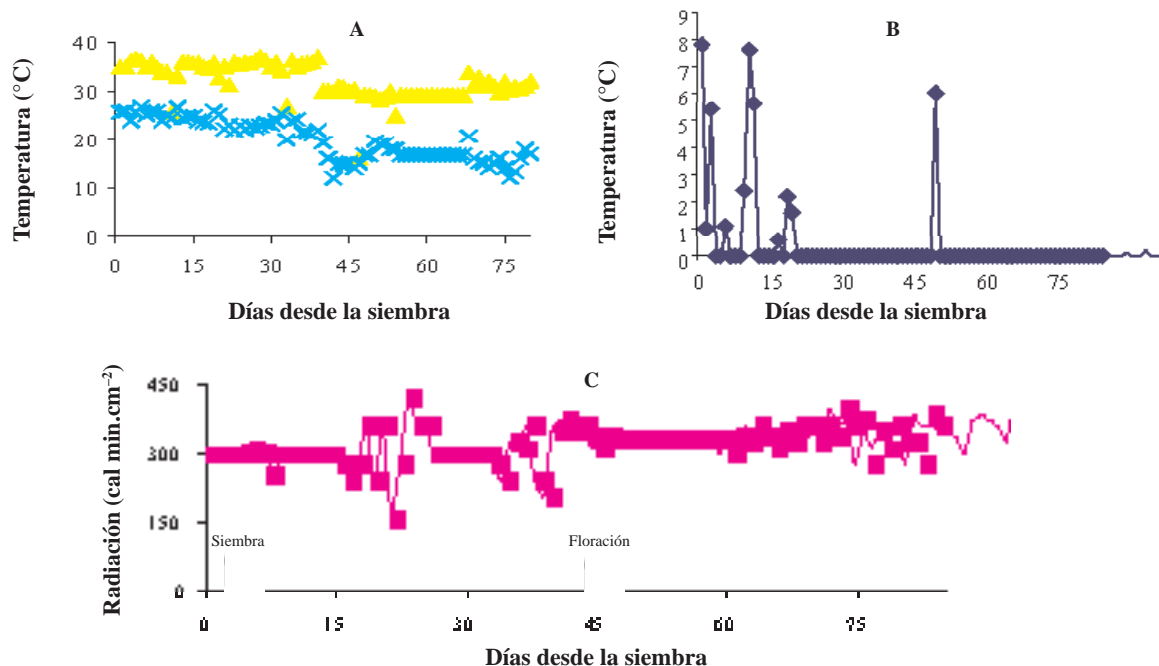 A
Temperatura (°C)
40
30
20
10
0
0 15 30 45 60 75
Días desde la siembra
B
Temperatura (°C)
9
8
7
6
5
4
3
2
1
0
0 15 30 45 60 75
Días desde la siembra
C
Radiación (cal min.cm⁻²)
450
300
150
0
Siembra
Floración
0 15 30 45 60 75
Días desde la siembra